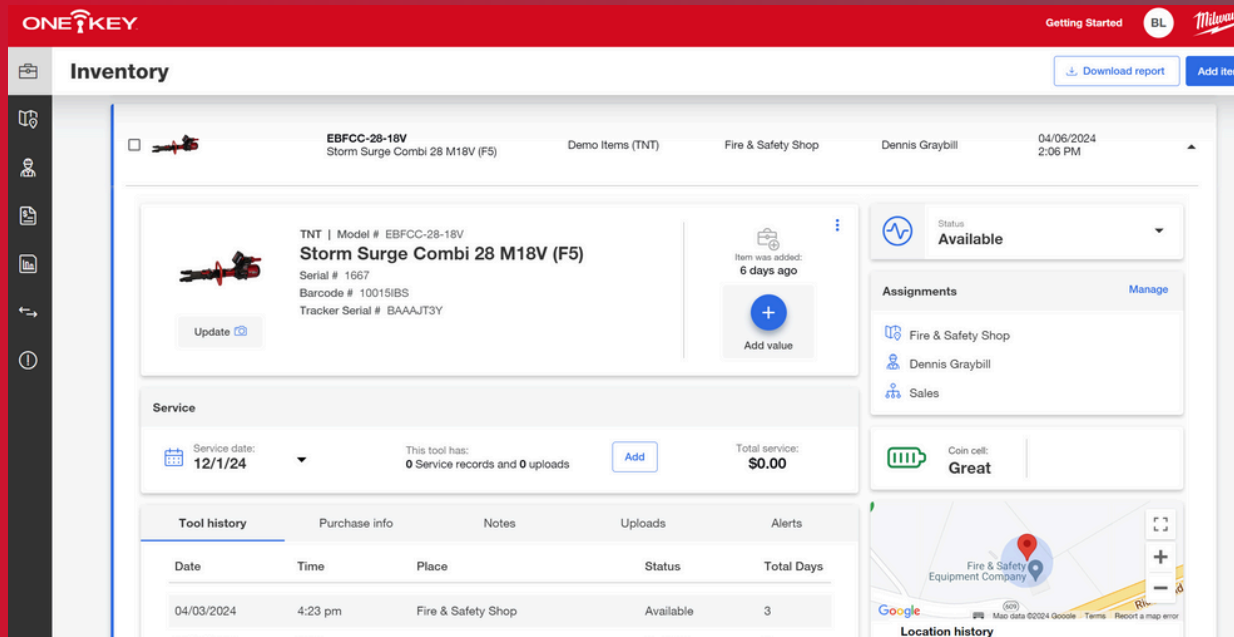 ONE KEY
Getting Started
BL
Inventory
Download report
EBFCC-28-18V
Storm Surge Combi 28 M18V (F5)
Demo Items (TNT)
Fire & Safety Shop
Dennis Graybill
04/06/2024
2:06 PM
TNT | Model # EBFCC-28-18V
Storm Surge Combi 28 M18V (F5)
Serial # 1667
Barcode # 10015IBS
Tracker Serial # BAAAJT3Y
Update
Item was added:
6 days ago
+
Add value
Status
Available
Assignments
Manage
Fire & Safety Shop
Dennis Graybill
Sales
Service
Service date:
12/1/24
This tool has:
0 Service records and 0 uploads
Add
Total service:
$0.00
Coin cell:
Great
Tool history
Purchase info
Notes
Uploads
Alerts
Date Time Place Status Total Days
04/03/2024 4:23 pm Fire & Safety Shop Available 3
Fire & Safety
Equipment Company
609
Google
Map data ©2024 Google Terms Report a map error
Location history